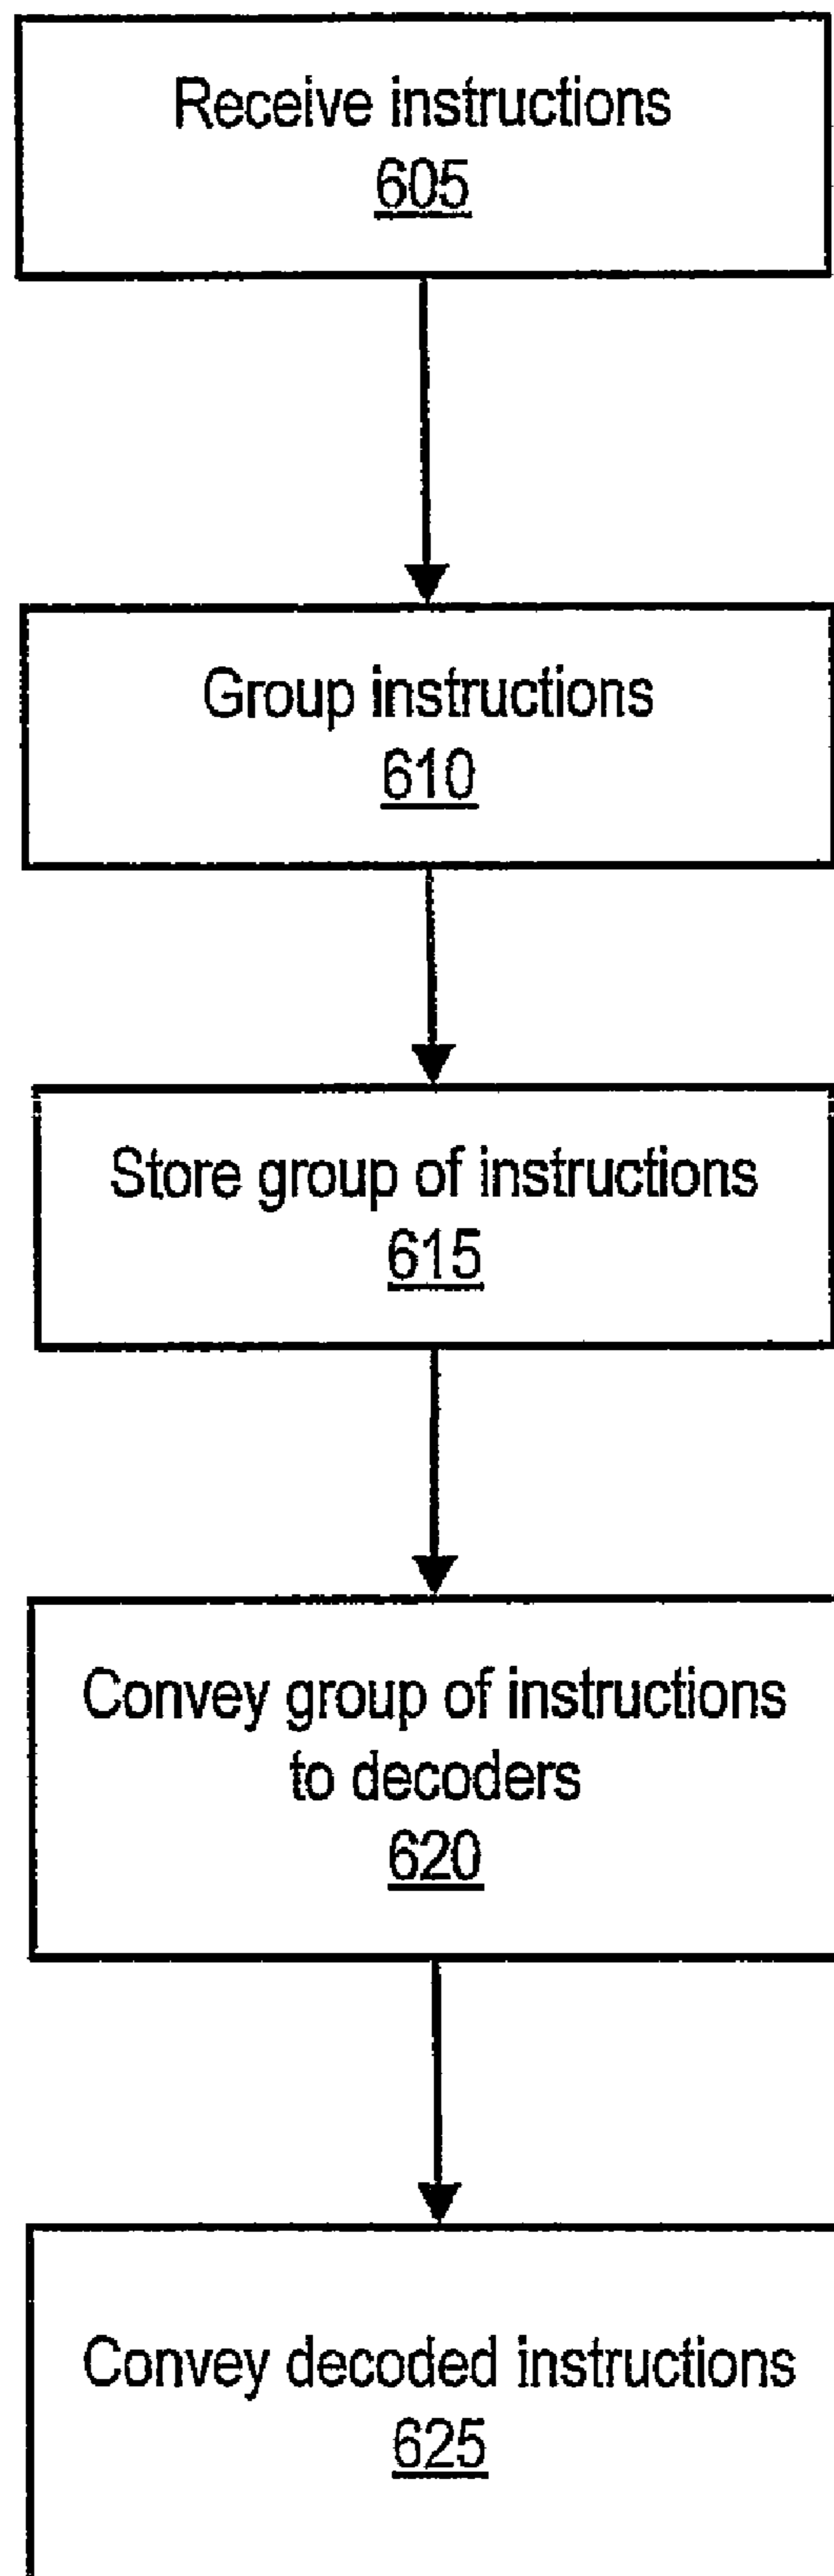 Receive instructions
605
Group instructions
610
Store group of instructions
615
Convey group of instructions
to decoders
620
Convey decoded instructions
625